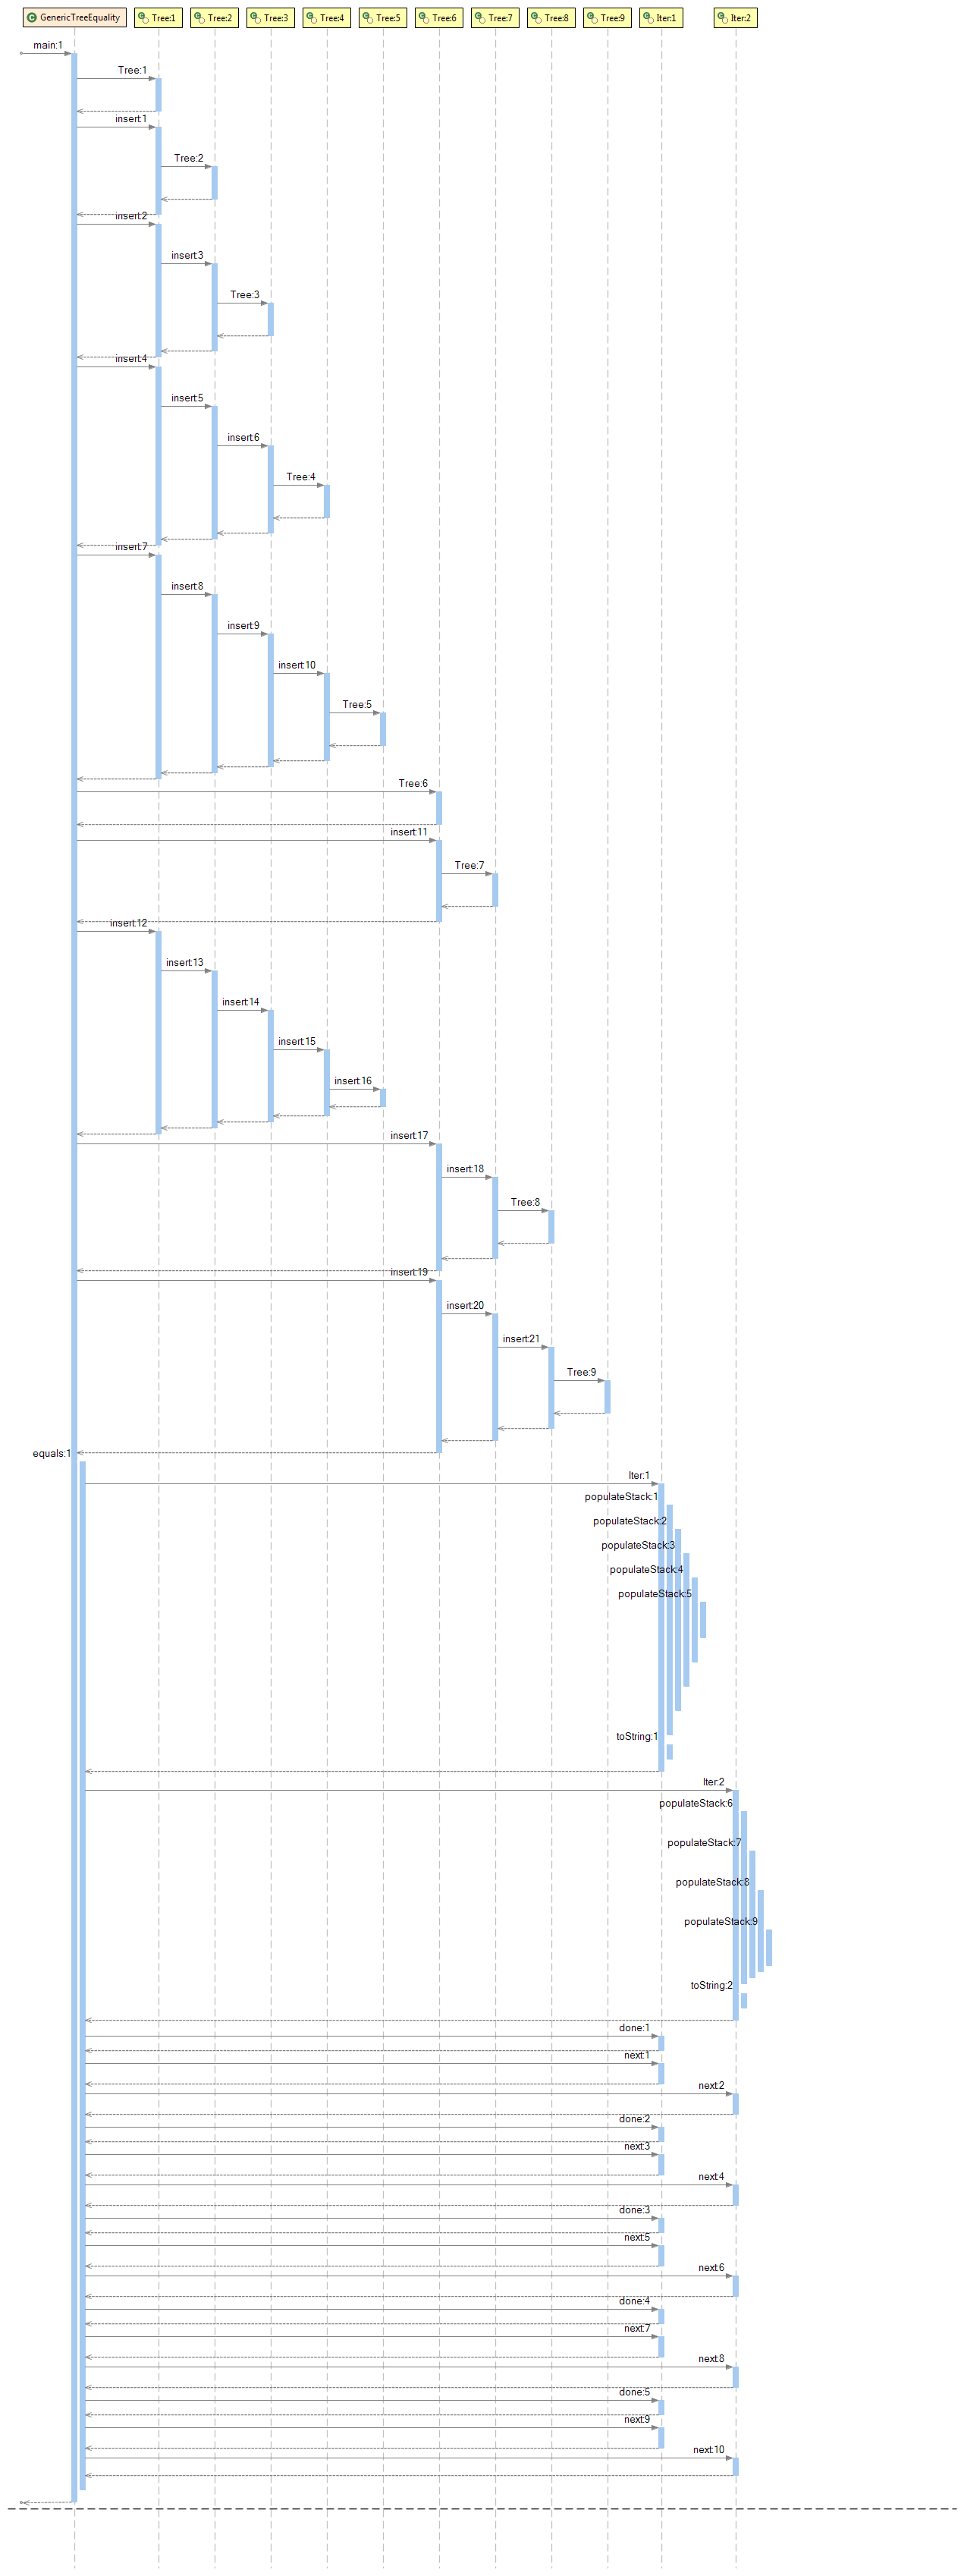 GenericTreeEquality Tree:1 Tree:2 Tree:3 Tree:4 Tree:5 Tree:6 Tree:7 Tree:8 Tree:9 Iter:1 Iter:2
main:1
Tree:1
insert:1
Tree:2
insert:2
insert:3
Tree:3
insert:4
insert:5
insert:6
Tree:4
insert:7
insert:8
insert:9
insert:10
Tree:5
Tree:6
insert:11
Tree:7
insert:12
insert:13
insert:14
insert:15
insert:16
insert:17
insert:18
Tree:8
insert:19
insert:20
insert:21
Tree:9
equals:1
Iter:1
populateStack:1
populateStack:2
populateStack:3
populateStack:4
populateStack:5
toString:1
Iter:2
populateStack:6
populateStack:7
populateStack:8
populateStack:9
toString:2
done:1
next:1
next:2
done:2
next:3
next:4
done:3
next:5
next:6
done:4
next:7
next:8
done:5
next:9
next:10